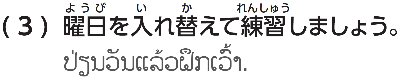 (3) 曜日を入れ替えて練習しましょう。
ປ່ຽນວັນແລ້ວຝຶກເວົ້າ.